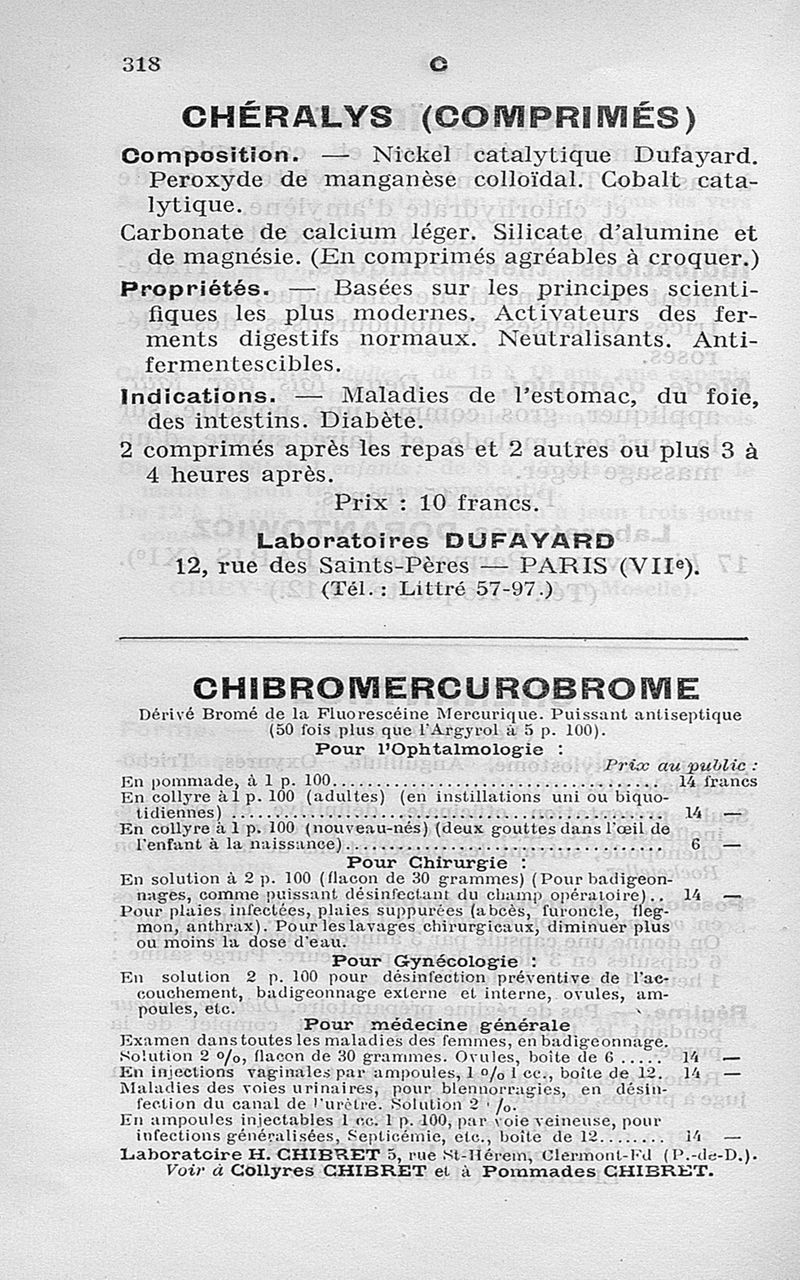 318
C
CHÉRALYS (COMPRIMÉS)
Composition. — Nickel catalytique Dufayard.
Peroxyde de manganèse colloïdal. Cobalt cata-
lytique.
Carbonate de calcium léger. Silicate d'alumine et
de magnésie. (En comprimés agréables à croquer.)
Propriétés. — Basées sur les principes scienti-
fiques les plus modernes. Activateurs des fer-
ments digestifs normaux. Neutralisants. Anti-
fermentescibles.
Indications. — Maladies de l'estomac, du foie,
des intestins. Diabète.
2 comprimés après les repas et 2 autres ou plus 3 à
4 heures après.
Prix : 10 francs.
Laboratoires DUFAYARD
12, rue des Saints-Pères — PARIS (VIIe).
(Tél. : Littré 57-97.)
CHIBROMERCUROBROME
Dérivé Bromé de la Fluorescéine Mercurique. Puissant antiseptique
(50 fois plus que l'Argyrol à 5 p. 100).
Pour l'Ophtalmologie :
Prix au public :
En pommade, à 1 p. 100........ 14 francs
En collyre à 1 p. 100 (adultes) (en instillations uni ou biquo-
tidiennes) ........ 14 —
En collyre à 1 p. 100 (nouveau-nés) (deux gouttes dans l'œil de
l'enfant à la naissance)........ 6 —
Pour Chirurgie :
En solution à 2 p. 100 (flacon de 30 grammes) (Pour badigeon-
nages, comme puissant désinfectant du champ opératoire).. 14 —
Pour plaies infectées, plaies suppurées (abcès, furoncle, fleg-
mon, anthrax). Pour les lavages chirurgicaux, diminuer plus
ou moins la dose d'eau.
Pour Gynécologie :
En solution 2 p. 100 pour désinfection préventive de l'ac-
couchement, badigeonnage externe et interne, ovules, am-
poules, etc.
Pour médecine générale
Examen dans toutes les maladies des femmes, en badigeonnage.
Solution 2 %, flacon de 30 grammes. Ovules, boîte de 6 ..... 14 —
En injections vaginales par ampoules, 1 % 1 cc., boîte de 12. 14 —
Maladies des voies urinaires, pour blennorragies, en désin-
fection du canal de l'urètre. Solution 2 %.
En ampoules injectables 1 cc. 1 p. 100, par voie veineuse, pour
infections généralisées, Septicémie, etc., boîte de 12........ 14 —
Laboratoire H. CHIBRET 5, rue St-Hérem, Clermont-Fd (P.-de-D.).
Voir à Collyres CHIBRET et à Pommades CHIBRET.